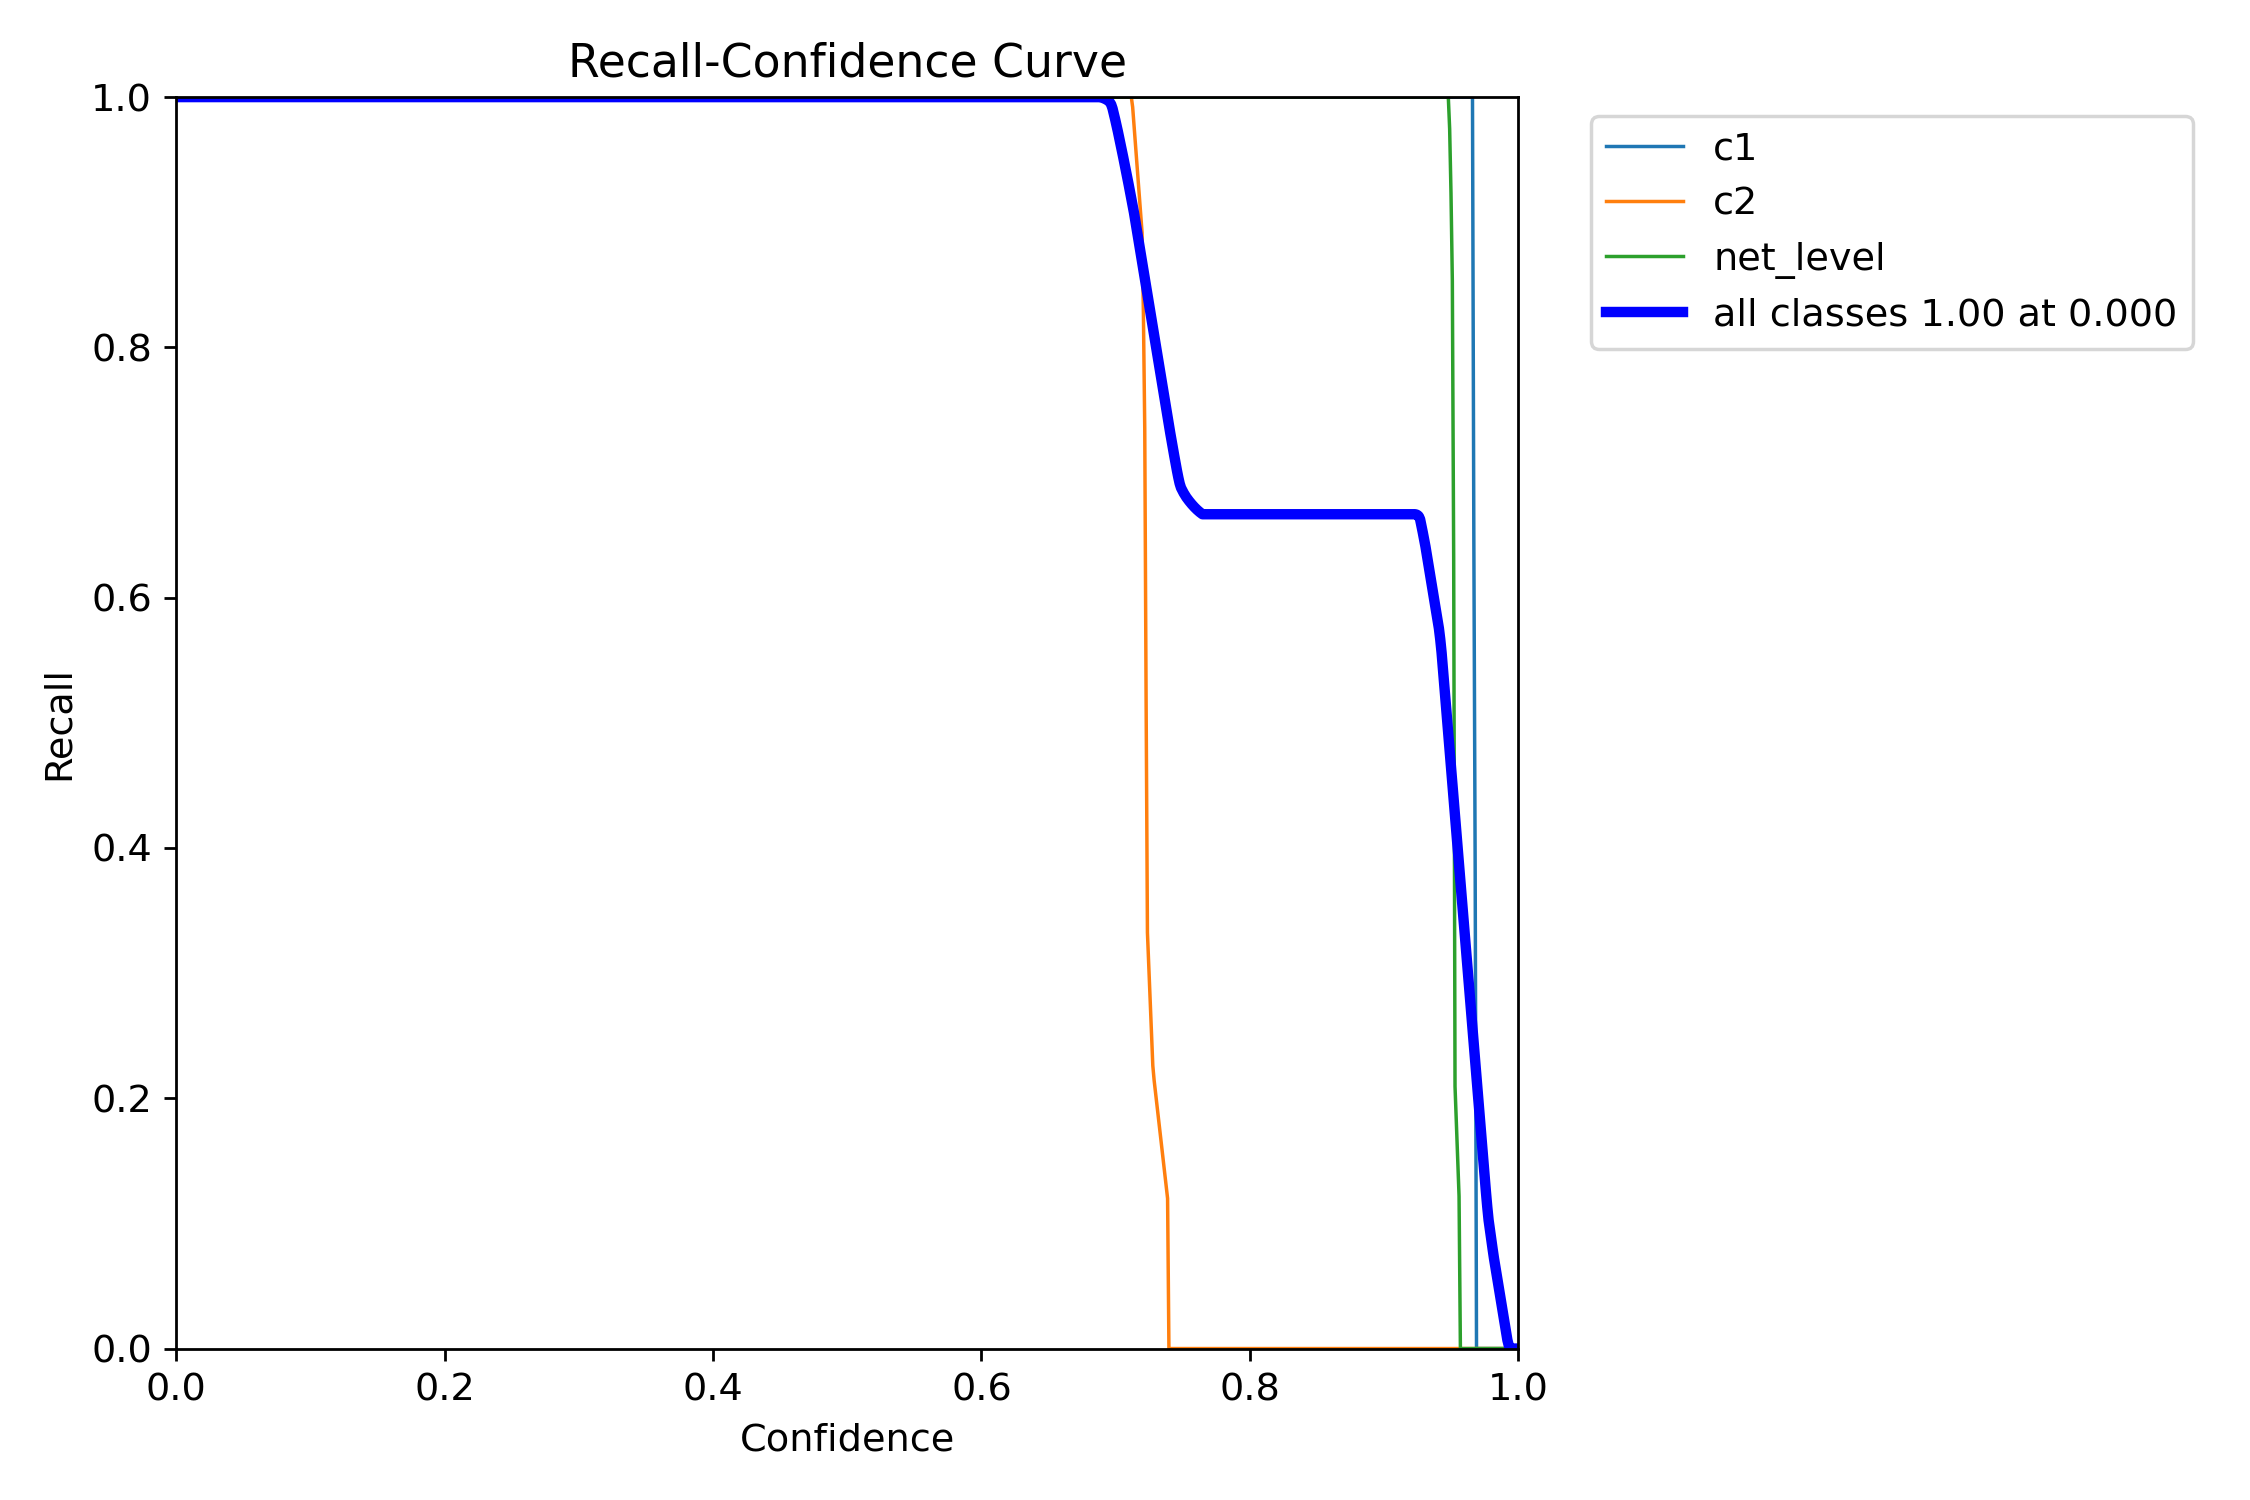 Recall-Confidence Curve
1.0
0.8
0.6
0.4
0.2
0.0
Recall
0.0 0.2 0.4 0.6 0.8 1.0
Confidence
c1
c2
net_level
all classes 1.00 at 0.000